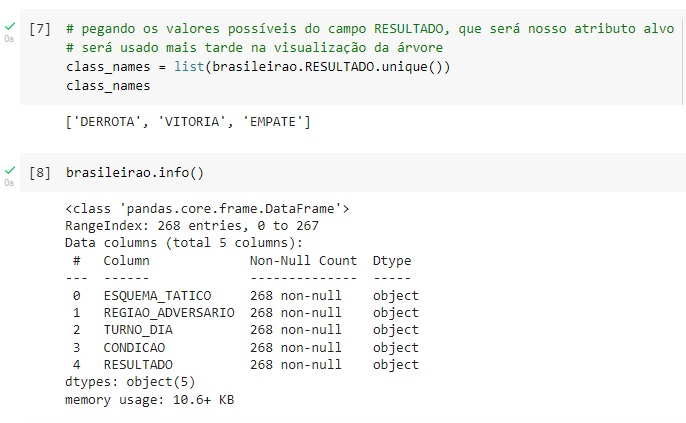 [7] # pegando os valores possíveis do campo RESULTADO, que será nosso atributo alvo
0s
# será usado mais tarde na visualização da árvore
class_names = list(brasileirao.RESULTADO.unique())
class_names
['DERROTA', 'VITORIA', 'EMPATE']
[8] brasileirao.info()
0s
<class 'pandas.core.frame.DataFrame'>
RangeIndex: 268 entries, 0 to 267
Data columns (total 5 columns):
 #   Column             Non-Null Count  Dtype
---  ------             --------------  -----
 0   ESQUEMA_TATICO     268 non-null    object
 1   REGIAO_ADVERSARIO  268 non-null    object
 2   TURNO_DIA          268 non-null    object
 3   CONDICAO           268 non-null    object
 4   RESULTADO          268 non-null    object
dtypes: object(5)
memory usage: 10.6+ KB